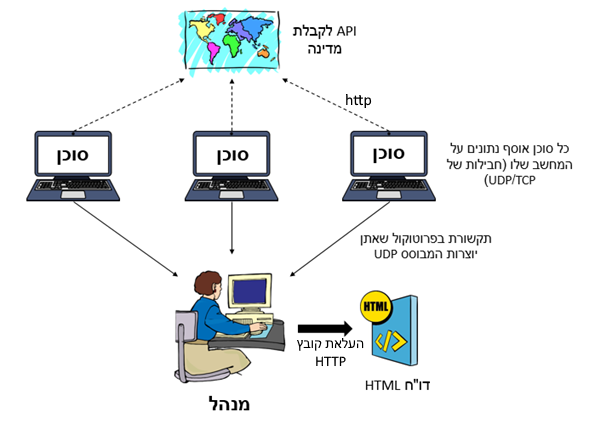 API לקבלת
מדינה
http
סוכן
סוכן
סוכן
כל סוכן אוסף נתונים על
המחשב שלו (חבילות של
UDP/TCP)
תקשורת בפרוטוקול שאתן
יוצרות המבוסס UDP
HTML
העלאת קובץ
HTTP
דו"ח HTML
מנהל